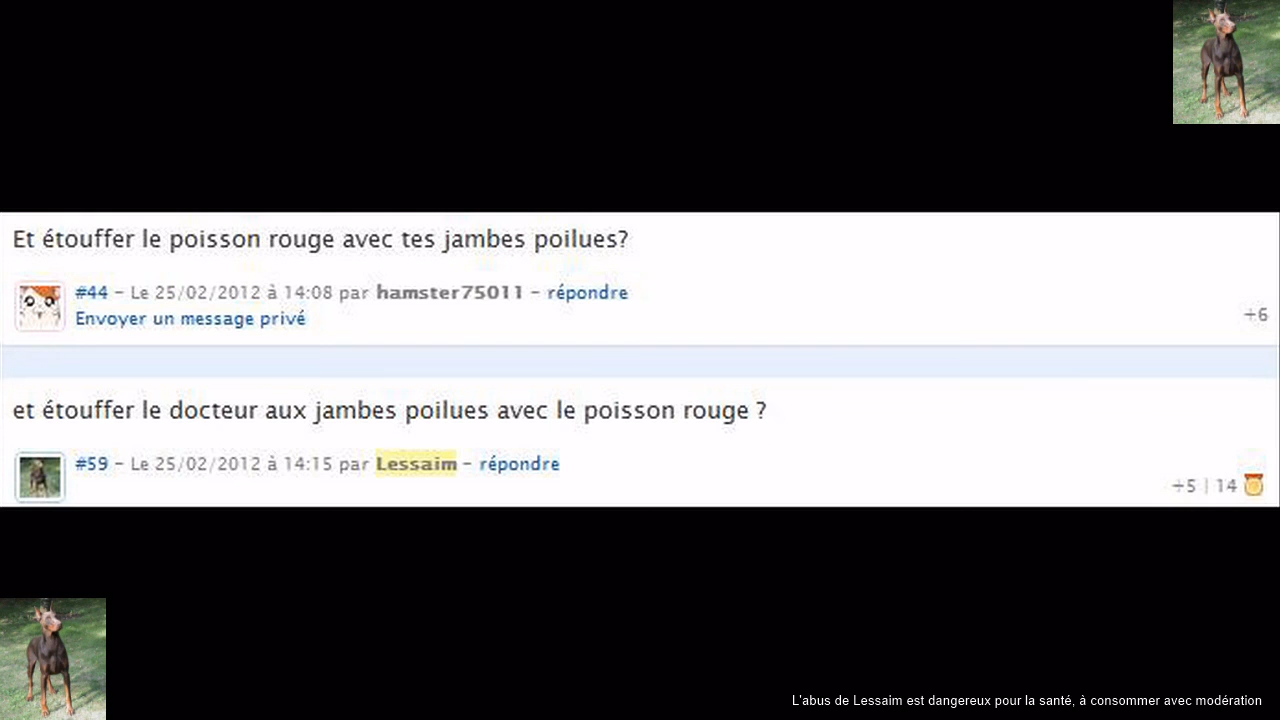 Et étouffer le poisson rouge avec tes jambes poilues?
#44 - Le 25/02/2012 à 14:08 par hamster75011 - répondre
Envoyer un message privé
+6
et étouffer le docteur aux jambes poilues avec le poisson rouge ?
#59 - Le 25/02/2012 à 14:15 par Lessaim - répondre
+5 | 14
L'abus de Lessaim est dangereux pour la santé, à consommer avec modération